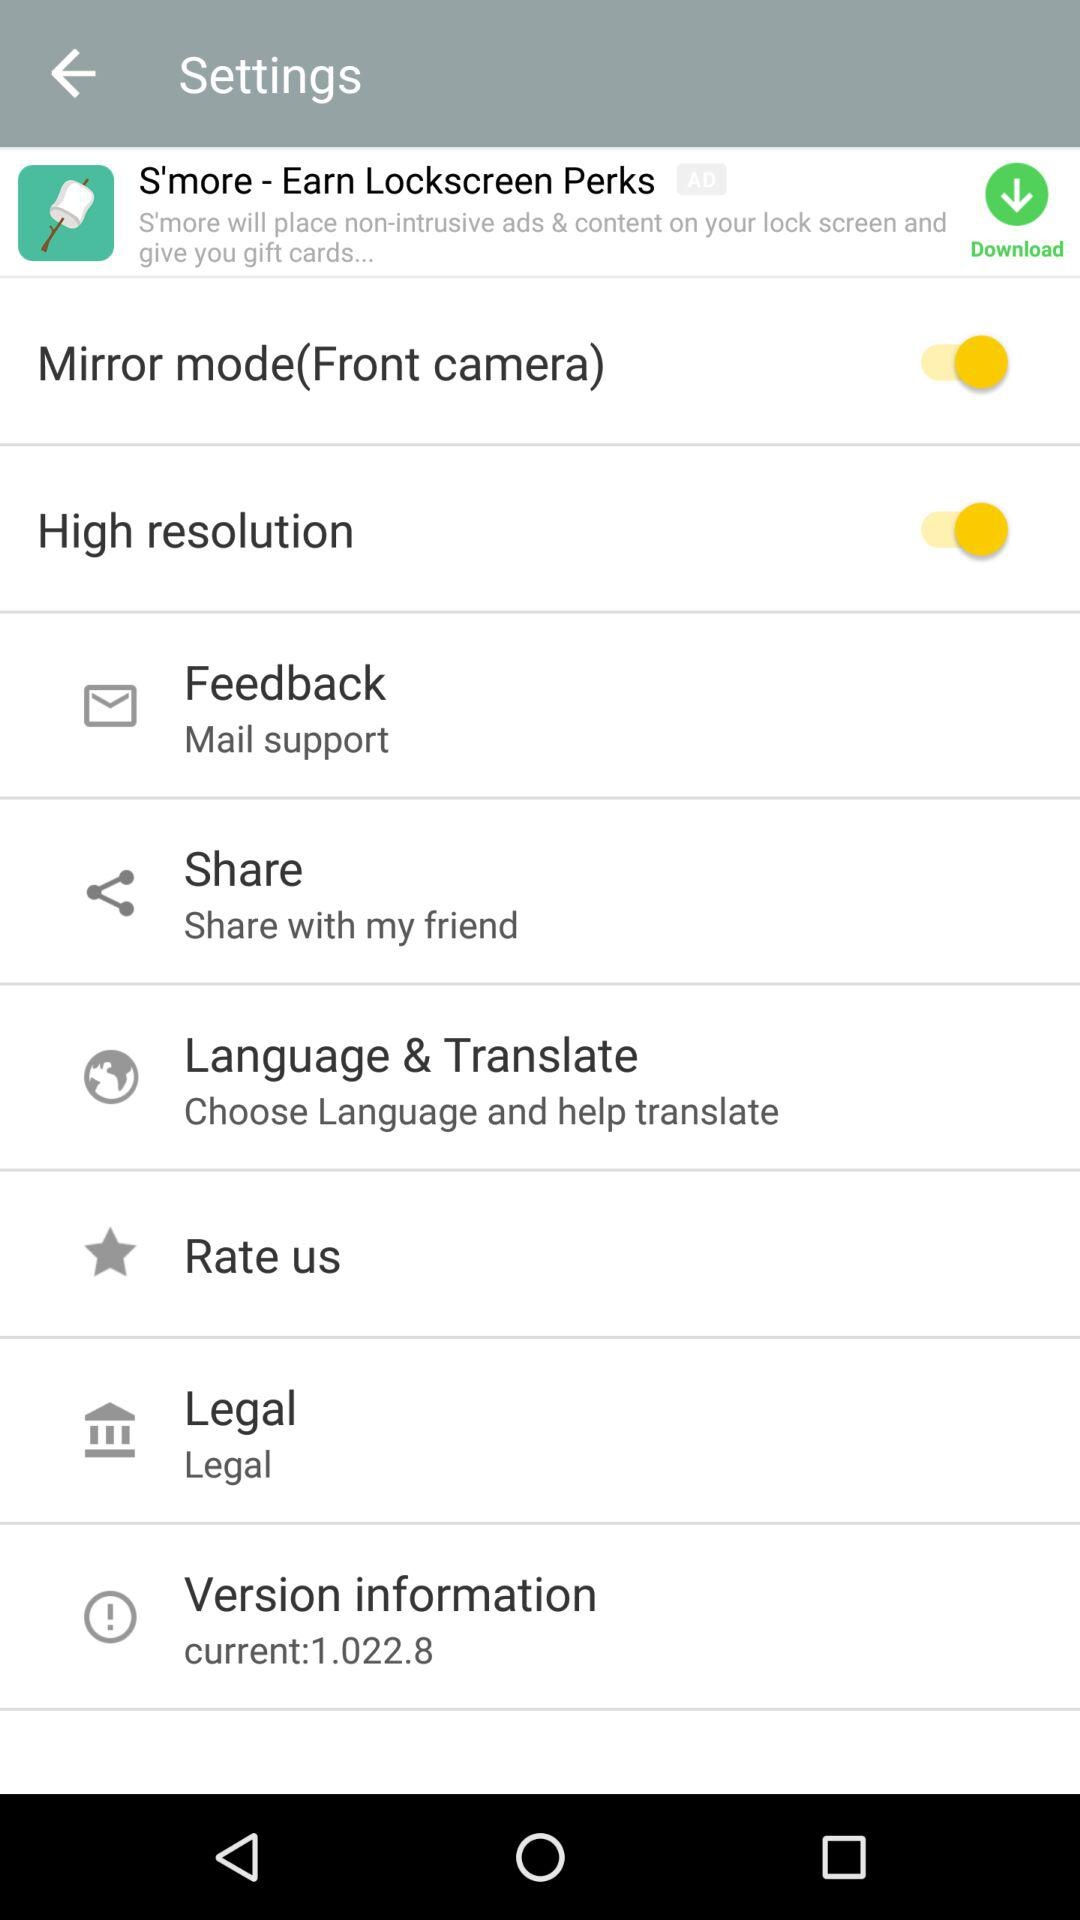 Settings
S'more - Earn Lockscreen Perks AD
S'more will place non-intrusive ads & content on your lock screen and
give you gift cards...
Download
Mirror mode(Front camera)
High resolution
Feedback
Mail support
Share
Share with my friend
Language & Translate
Choose Language and help translate
Rate us
Legal
Legal
Version information
current:1.022.8